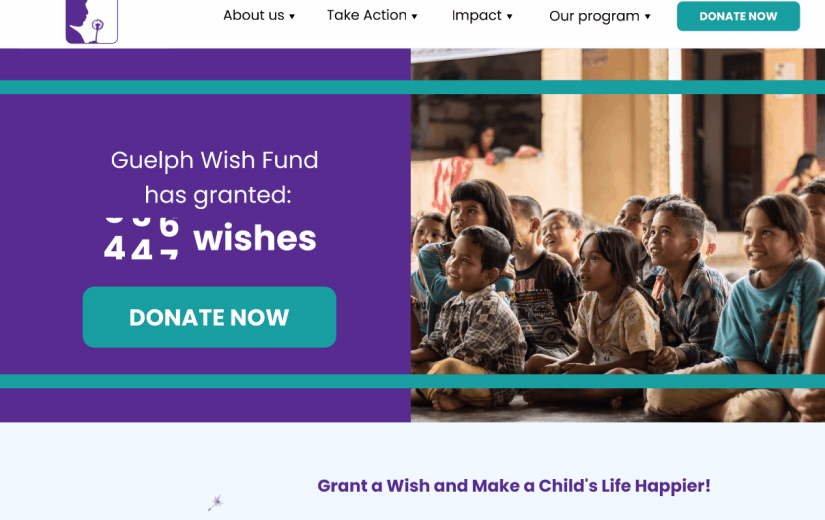 About us ▾
Take Action ▾
Impact ▾
Our program ▾
DONATE NOW
Guelph Wish Fund
has granted:
wishes
DONATE NOW
Grant a Wish and Make a Child's Life Happier!